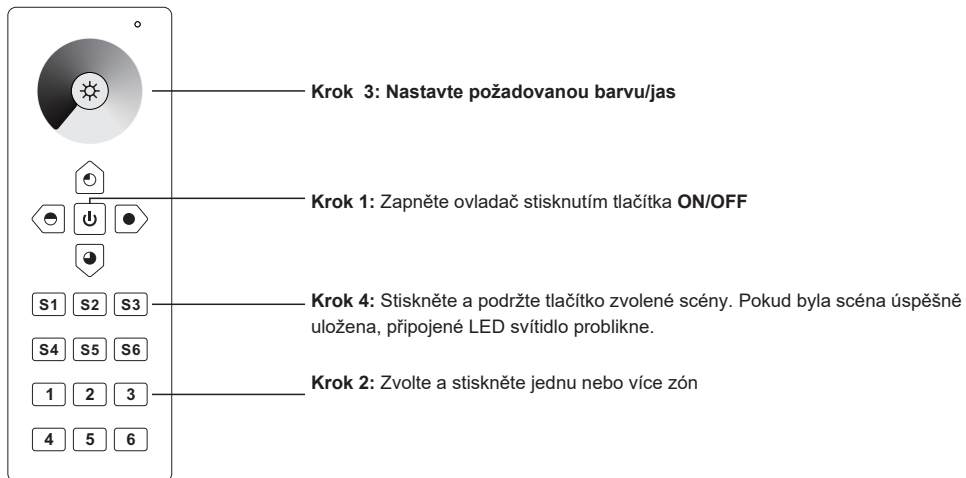 Krok 3: Nastavte požadovanou barvu/jas
Krok 1: Zapněte ovladač stisknutím tlačítka ON/OFF
S1 S2 S3
Krok 4: Stiskněte a podržte tlačítko zvolené scény. Pokud byla scéna úspěšně
uložena, připojené LED svítidlo problikne.
S4 S5 S6
1 2 3
Krok 2: Zvolte a stiskněte jednu nebo více zón
4 5 6